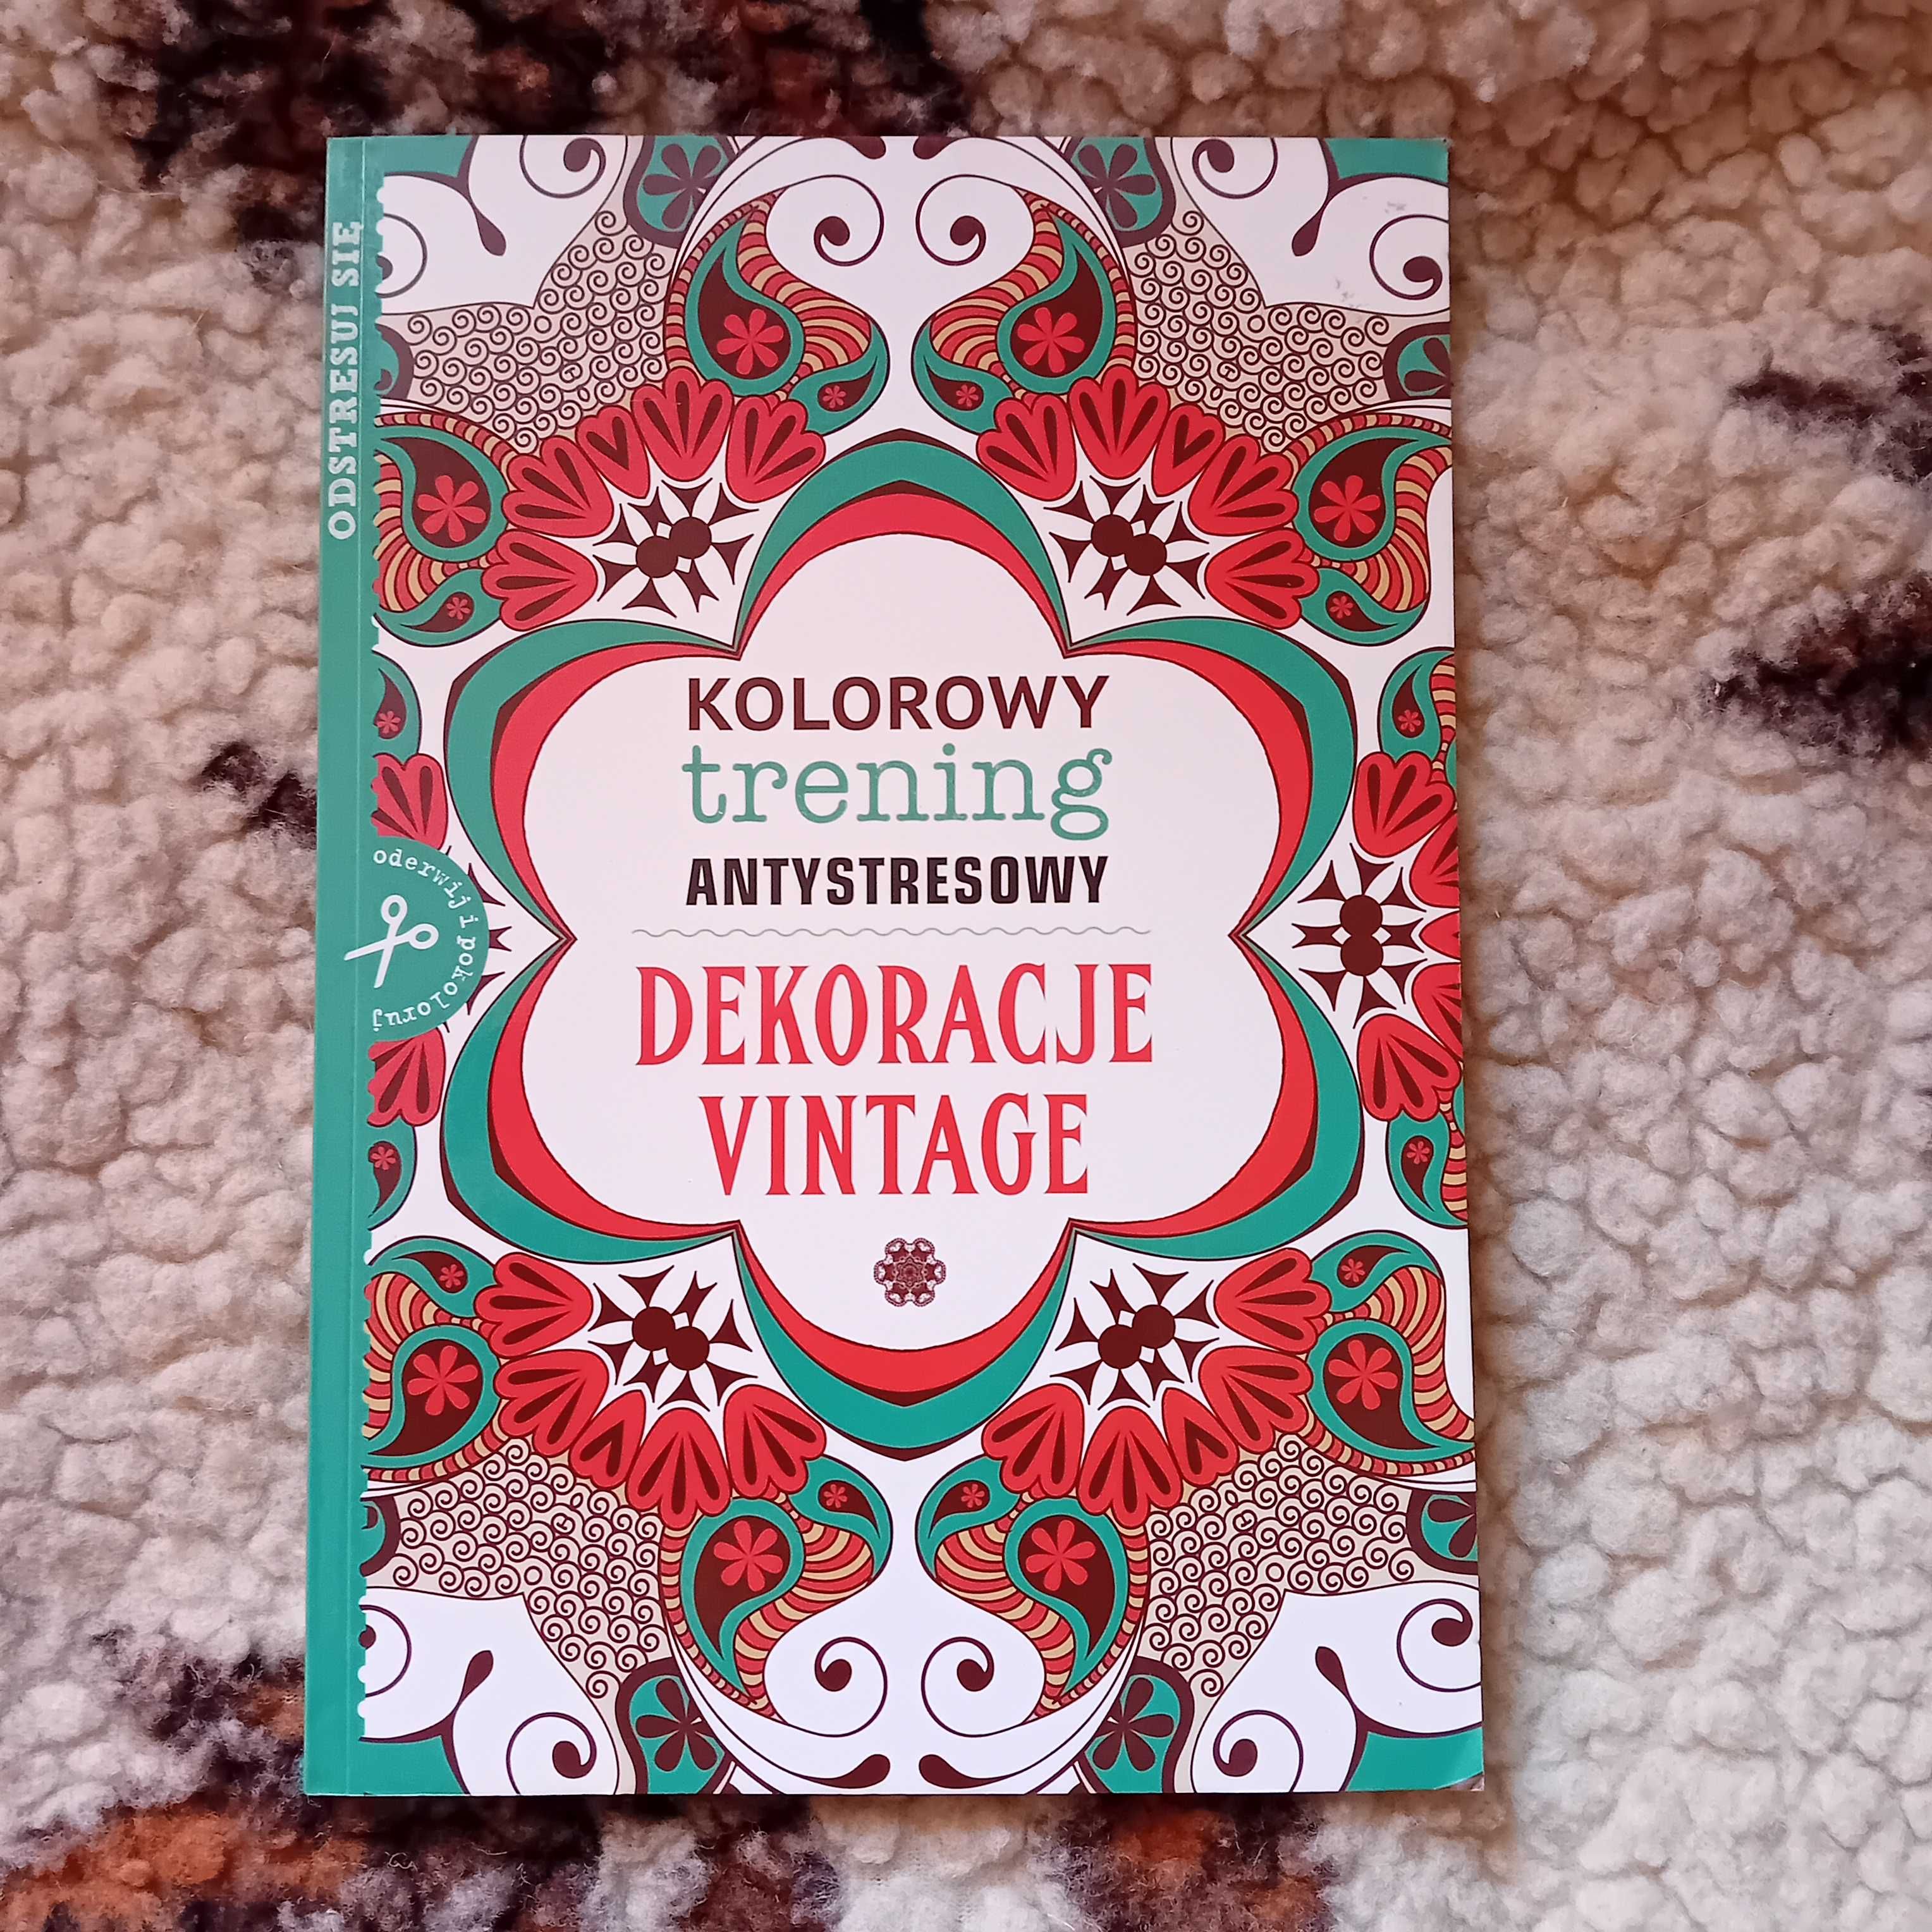 ODSTRESUJ SIĘ
KOLOROWY
trening
ANTYSTRESOWY
DEKORACJE
VINTAGE
oderwij i pokoloruj